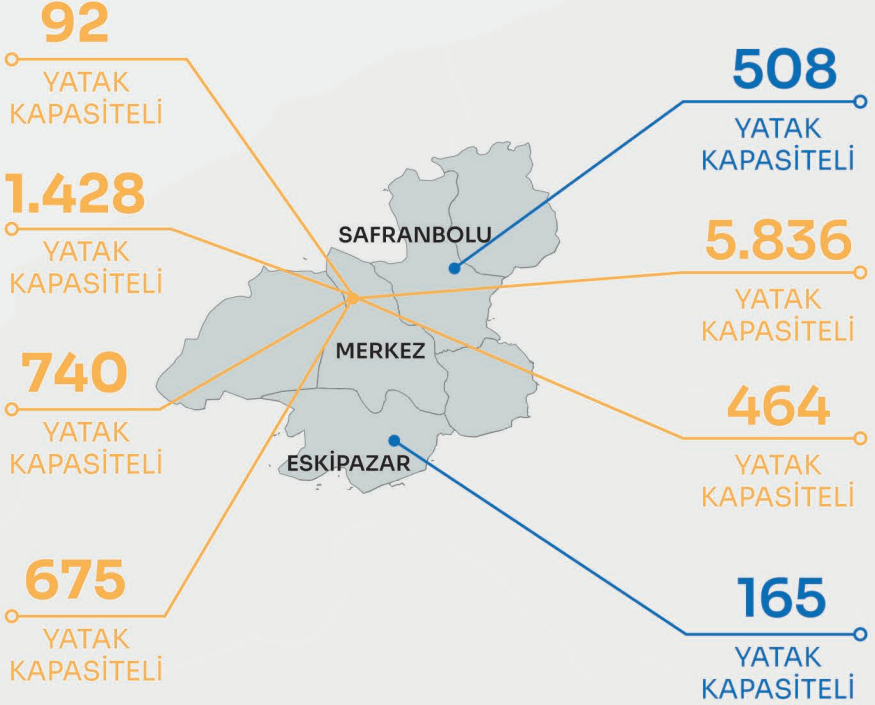 92
YATAK
KAPASİTELİ
1.428
YATAK
KAPASİTELİ
740
YATAK
KAPASİTELİ
675
YATAK
KAPASİTELİ
SAFRANBOLU
MERKEZ
ESKİPAZAR
508
YATAK
KAPASİTELİ
5.836
YATAK
KAPASİTELİ
464
YATAK
KAPASİTELİ
165
YATAK
KAPASİTELİ